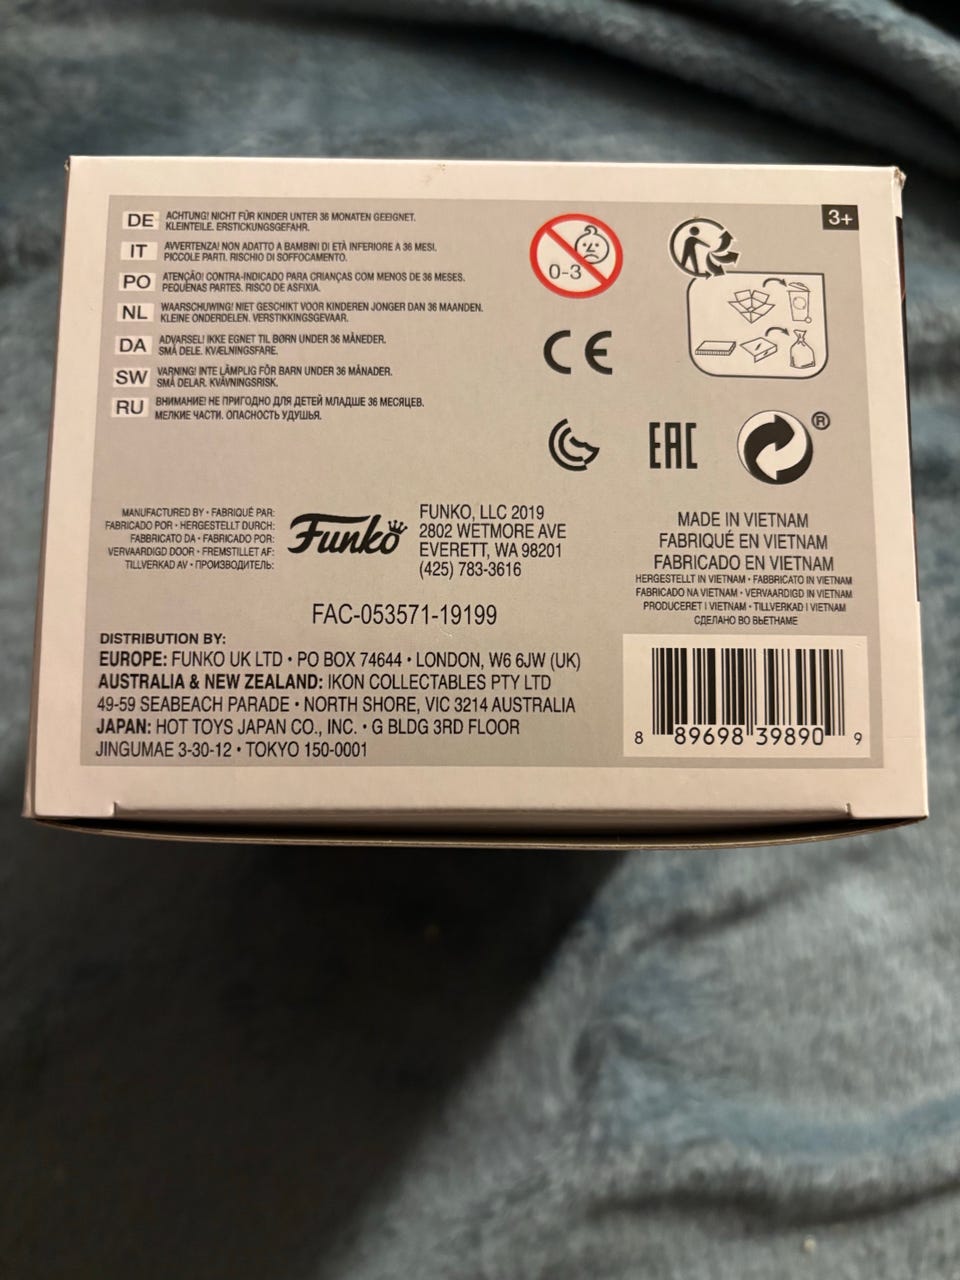 DE ACHTUNG! NICHT FÜR KINDER UNTER 36 MONATEN GEEIGNET.
KLEINTEILE. ERSTICKUNGSGEFAHR.
IT AVVERTENZA! NON ADATTO A BAMBINI DI ETÀ INFERIORE A 36 MESI.
PICCOLE PARTI. RISCHIO DI SOFFOCAMENTO.
PO ATENÇÃO! CONTRA-INDICADO PARA CRIANÇAS COM MENOS DE 36 MESES.
PEQUENAS PARTES. RISCO DE ASFIXIA.
NL WAARSCHUWING! NIET GESCHIKT VOOR KINDEREN JONGER DAN 36 MAANDEN.
KLEINE ONDERDELEN. VERSTIKKINGSGEVAAR.
DA ADVARSEL! IKKE EGNET TIL BØRN UNDER 36 MÅNEDER.
SMÅ DELE. KVÆLNINGSFARE.
SW VARNING! INTE LÄMPLIG FÖR BARN UNDER 36 MÅNADER.
SMÅ DELAR. KVÄVNINGSRISK.
RU ВНИМАНИЕ! НЕ ПРИГОДНО ДЛЯ ДЕТЕЙ МЛАДШЕ 36 МЕСЯЦЕВ.
МЕЛКИЕ ЧАСТИ. ОПАСНОСТЬ УДУШЬЯ.
0-3
3+
CE
EAC
®
MANUFACTURED BY • FABRIQUÉ PAR:
FABRICADO POR • HERGESTELLT DURCH:
FABBRICATO DA • FABRICADO POR:
VERVAARDIGD DOOR • FREMSTILLET AF:
TILLVERKAD AV • ПРОИЗВОДИТЕЛЬ:
Funko
FUNKO, LLC 2019
2802 WETMORE AVE
EVERETT, WA 98201
(425) 783-3616
FAC-053571-19199
MADE IN VIETNAM
FABRIQUÉ EN VIETNAM
FABRICADO EN VIETNAM
HERGESTELLT IN VIETNAM • FABBRICATO IN VIETNAM
FABRICADO NA VIETNAM • VERVAARDIGD IN VIETNAM
PRODUCERET I VIETNAM • TILLVERKAD I VIETNAM
СДЕЛАНО ВО ВЬЕТНАМЕ
DISTRIBUTION BY:
EUROPE: FUNKO UK LTD • PO BOX 74644 • LONDON, W6 6JW (UK)
AUSTRALIA & NEW ZEALAND: IKON COLLECTABLES PTY LTD
49-59 SEABEACH PARADE • NORTH SHORE, VIC 3214 AUSTRALIA
JAPAN: HOT TOYS JAPAN CO., INC. • G BLDG 3RD FLOOR
JINGUMAE 3-30-12 • TOKYO 150-0001
8 89698 39890 9